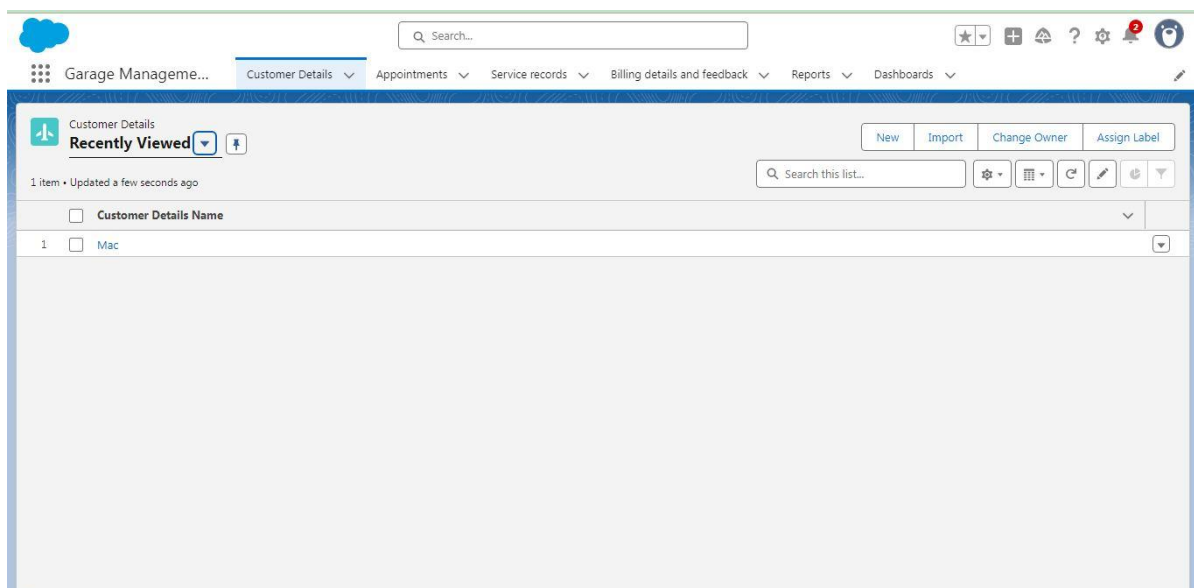 Search...
2
Garage Manageme... Customer Details Appointments Service records Billing details and feedback Reports Dashboards
Customer Details
Recently Viewed
New Import Change Owner Assign Label
1 item • Updated a few seconds ago
Search this list...
Customer Details Name
1 Mac